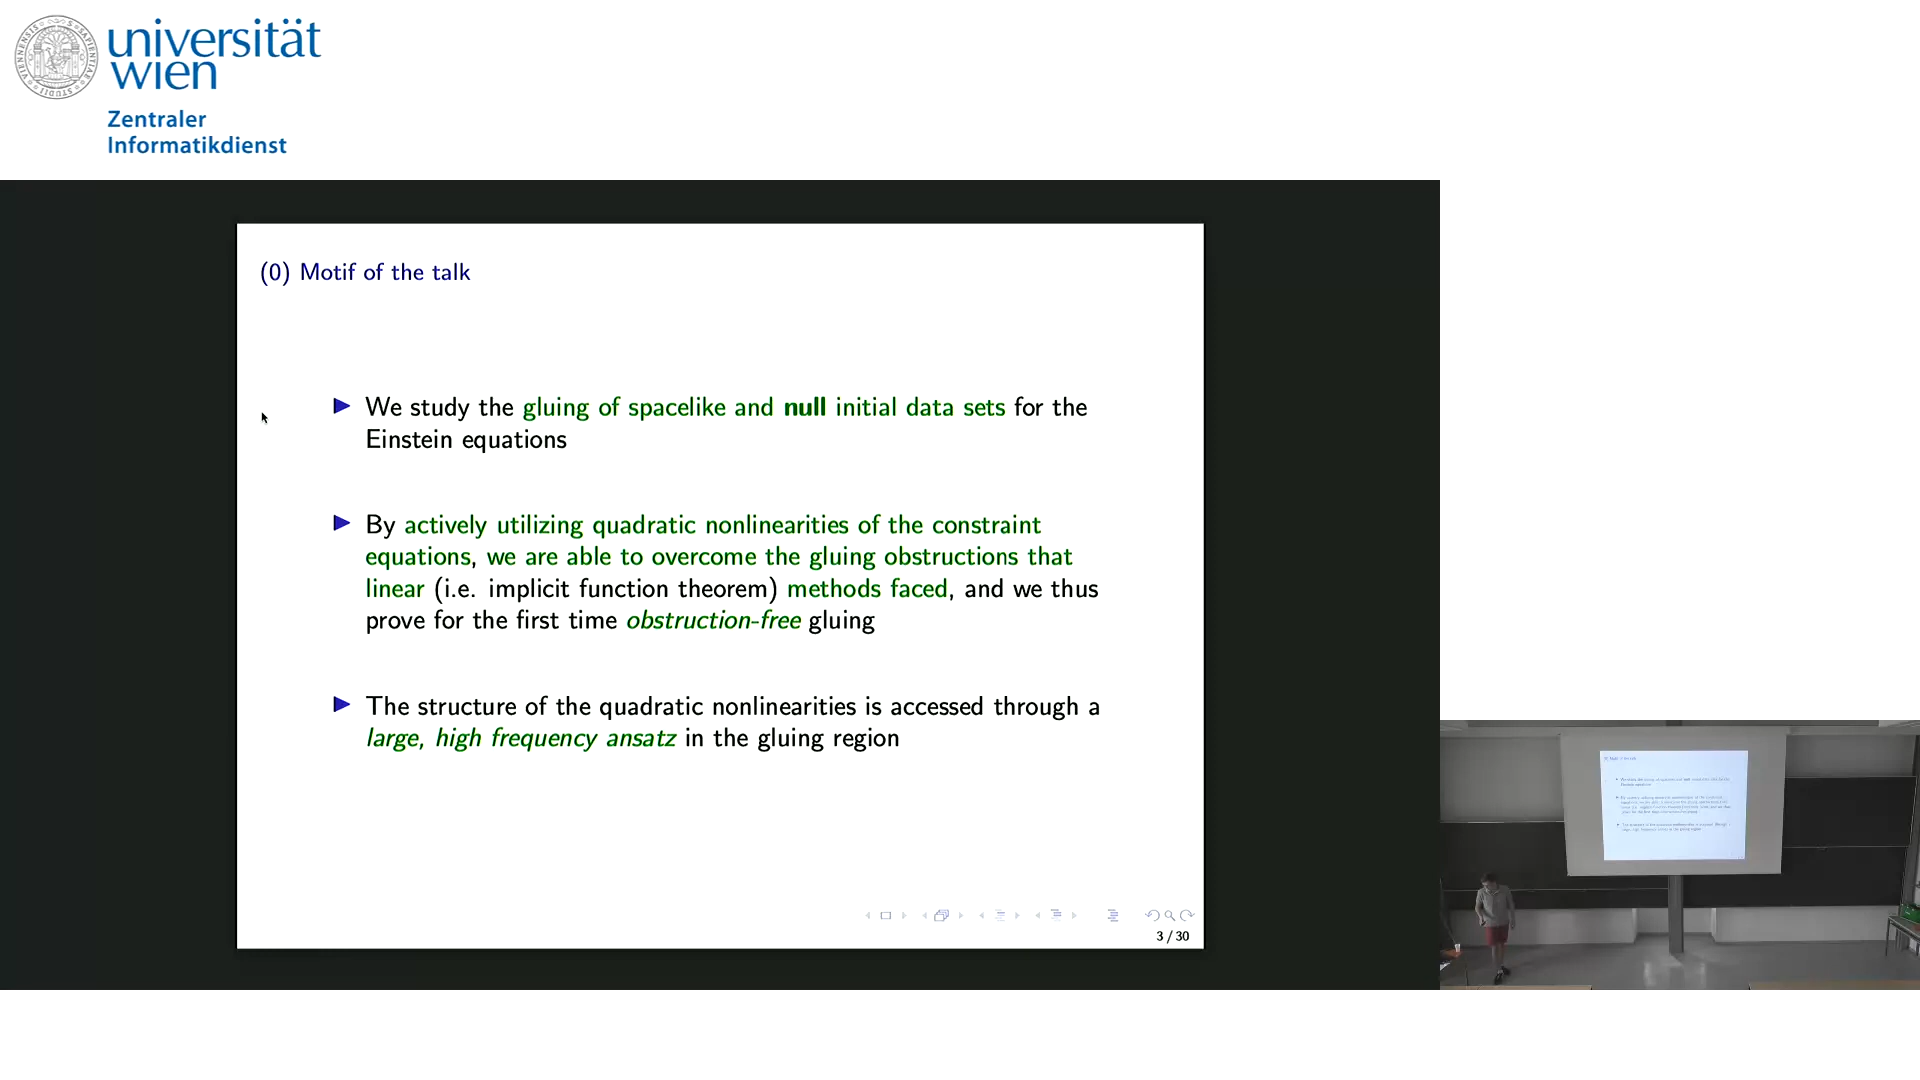 universität
wien
Zentraler
Informatikdienst
(0) Motif of the talk
▶ We study the gluing of spacelike and null initial data sets for the
Einstein equations
▶ By actively utilizing quadratic nonlinearities of the constraint
equations, we are able to overcome the gluing obstructions that
linear (i.e. implicit function theorem) methods faced, and we thus
prove for the first time obstruction-free gluing
▶ The structure of the quadratic nonlinearities is accessed through a
large, high frequency ansatz in the gluing region
3 / 30